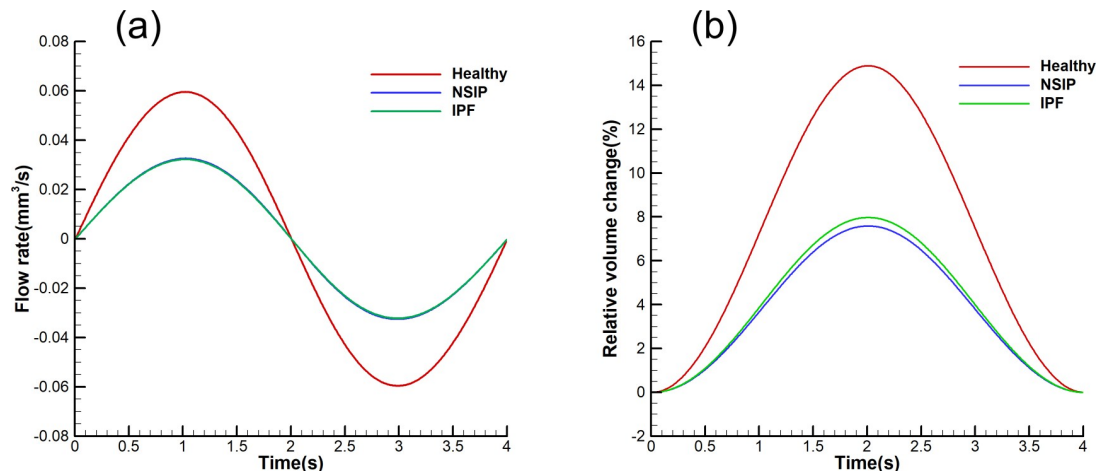 (a)
0.08
0.06
0.04
0.02
0
-0.02
-0.04
-0.06
-0.08
Flow rate(mm³/s)
Healthy
NSIP
IPF
0 0.5 1 1.5 2 2.5 3 3.5 4
Time(s)
(b)
16
14
12
10
8
6
4
2
0
-2
Relative volume change(%)
Healthy
NSIP
IPF
0 0.5 1 1.5 2 2.5 3 3.5 4
Time(s)